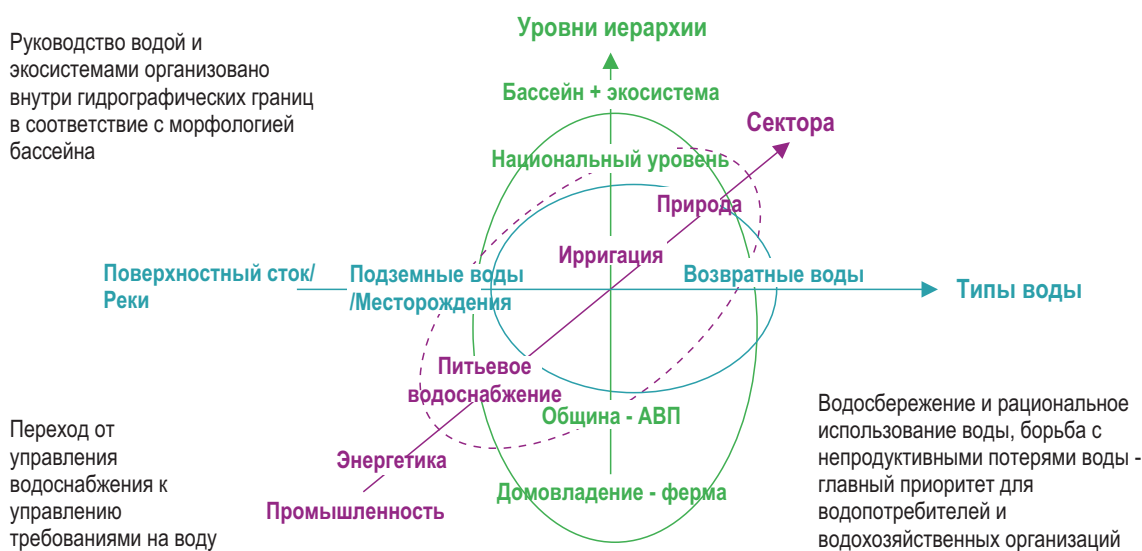 Руководство водой и
экосистемами организовано
внутри гидрографических границ
в соответствие с морфологией
бассейна
Уровни иерархии
Бассейн + экосистема
Сектора
Национальный уровень
Природа
Ирригация
Поверхностный сток/
Реки
Подземные воды
/Месторождения
Возвратные воды
Типы воды
Питьевое
водоснабжение
Община - АВП
Энергетика
Домовладение - ферма
Промышленность
Переход от
управления
водоснабжения к
управлению
требованиями на воду
Водосбережение и рациональное
использование воды, борьба с
непродуктивными потерями воды -
главный приоритет для
водопотребителей и
водохозяйственных организаций